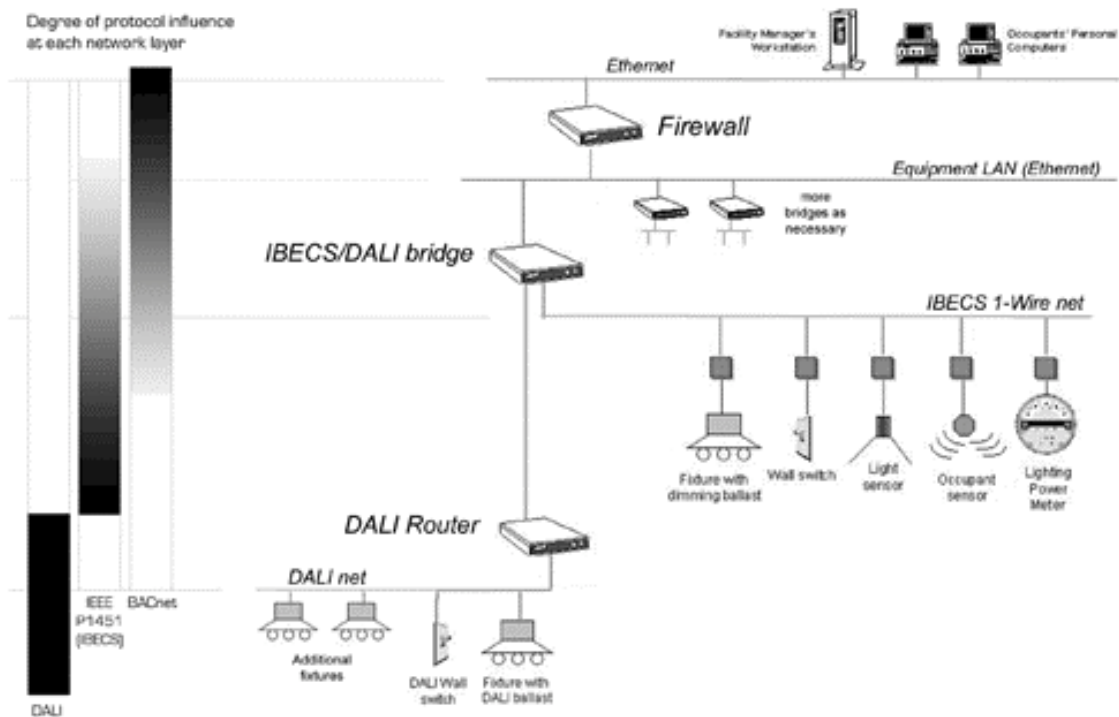 Degree of protocol influence
at each network layer
Facility Manager's
Workstation
Occupants' Personal
Computers
Ethernet
Firewall
Equipment LAN (Ethernet)
more
bridges as
necessary
IBECS/DALI bridge
IBECS 1-Wire net
Fixture with
dimming ballast
Wall switch
Light
sensor
Occupant
sensor
Lighting
Power
Meter
DALI Router
DALI net
IEEE
P1451
(IBECS)
BACnet
Additional
fixtures
DALI Wall
switch
Fixture with
DALI ballast
DALI